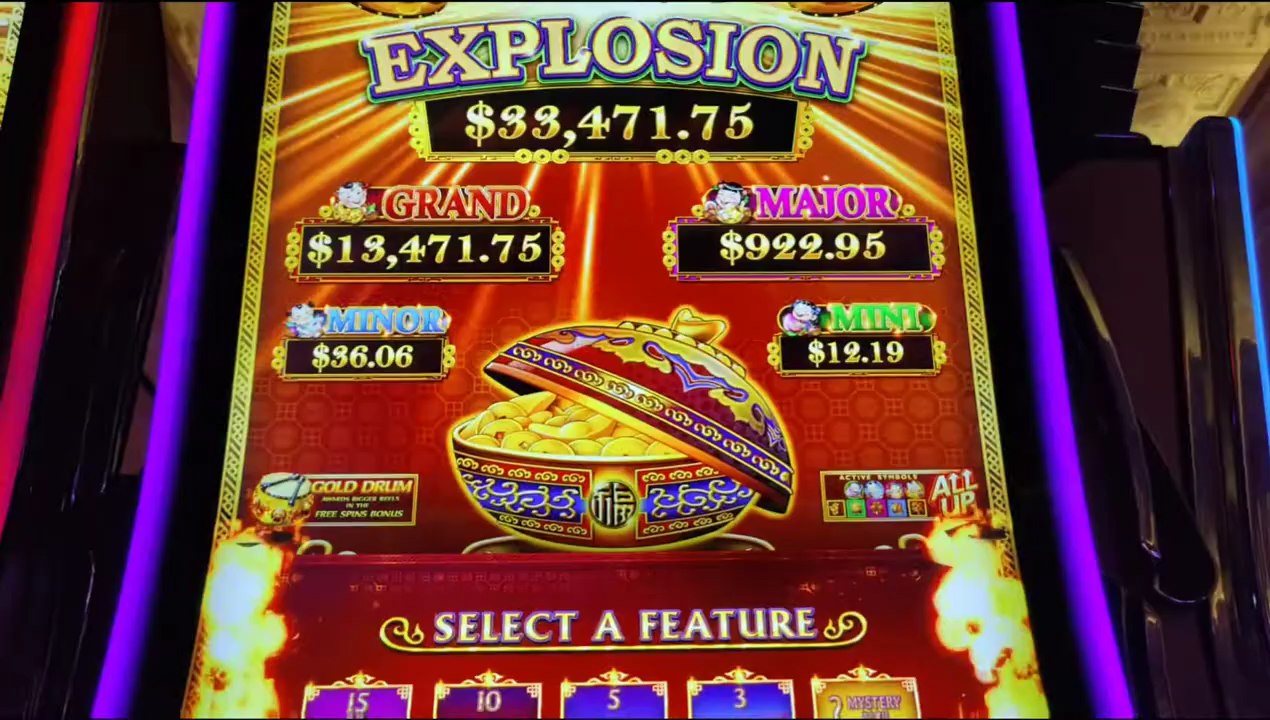 EXPLOSION
$33,471.75
GRAND
MAJOR
$13,471.75
$922.95
MINOR
MINI
$36.06
$12.19
GOLD DRUM
AWARDS BIGGER REELS
IN THE
FREE SPINS BONUS
ACTIVE SYMBOLS
ALL
UP
福
SELECT A FEATURE
15
10
5
3
? MYSTERY